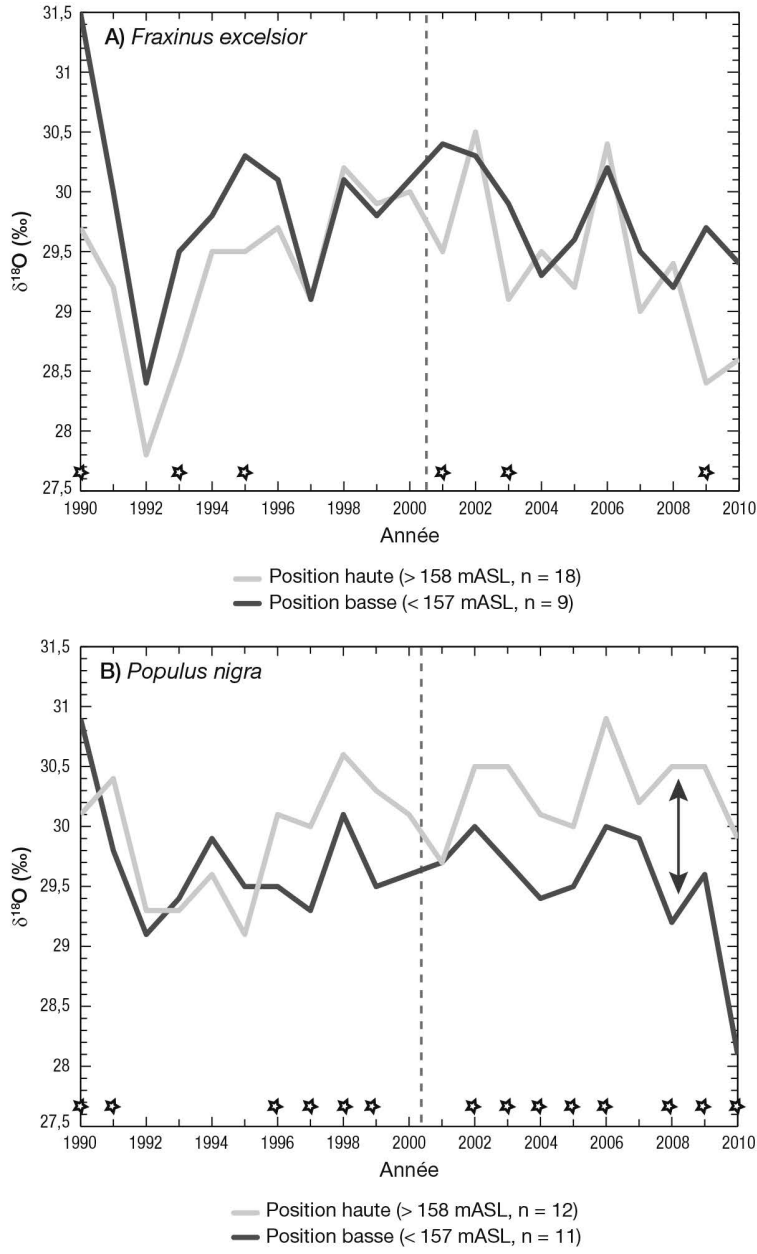 A) Fraxinus excelsior
31,5
31
30,5
30
29,5
29
28,5
28
27,5
δ¹⁸O (‰)
1990 1992 1994 1996 1998 2000 2002 2004 2006 2008 2010
Année
Position haute (> 158 mASL, n = 18)
Position basse (< 157 mASL, n = 9)
B) Populus nigra
31,5
31
30,5
30
29,5
29
28,5
28
27,5
δ¹⁸O (‰)
1990 1992 1994 1996 1998 2000 2002 2004 2006 2008 2010
Année
Position haute (> 158 mASL, n = 12)
Position basse (< 157 mASL, n = 11)